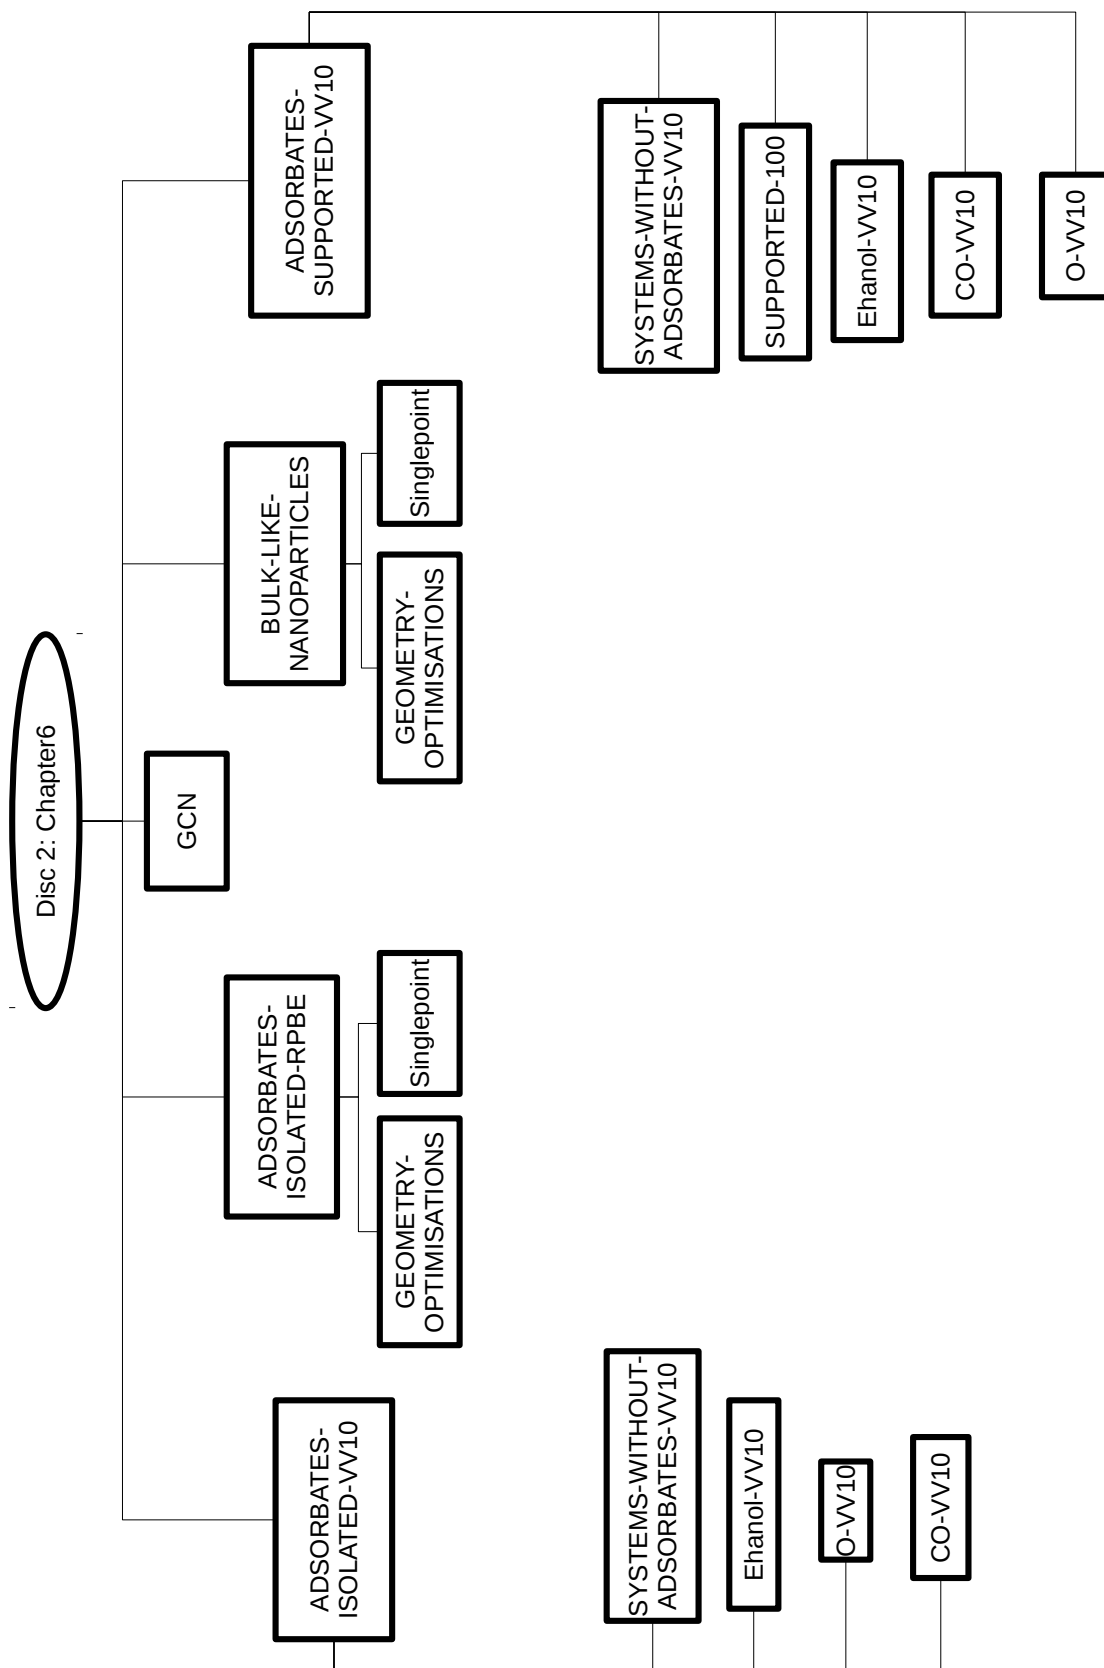 Disc 2: Chapter6
ADSORBATES-
ISOLATED-VV10
ADSORBATES-
ISOLATED-RPBE
GCN
BULK-LIKE-
NANOPARTICLES
ADSORBATES-
SUPPORTED-VV10
GEOMETRY-
OPTIMISATIONS
Singlepoint
GEOMETRY-
OPTIMISATIONS
Singlepoint
SYSTEMS-WITHOUT-
ADSORBATES-VV10
Ehanol-VV10
O-VV10
CO-VV10
SYSTEMS-WITHOUT-
ADSORBATES-VV10
SUPPORTED-100
Ehanol-VV10
CO-VV10
O-VV10